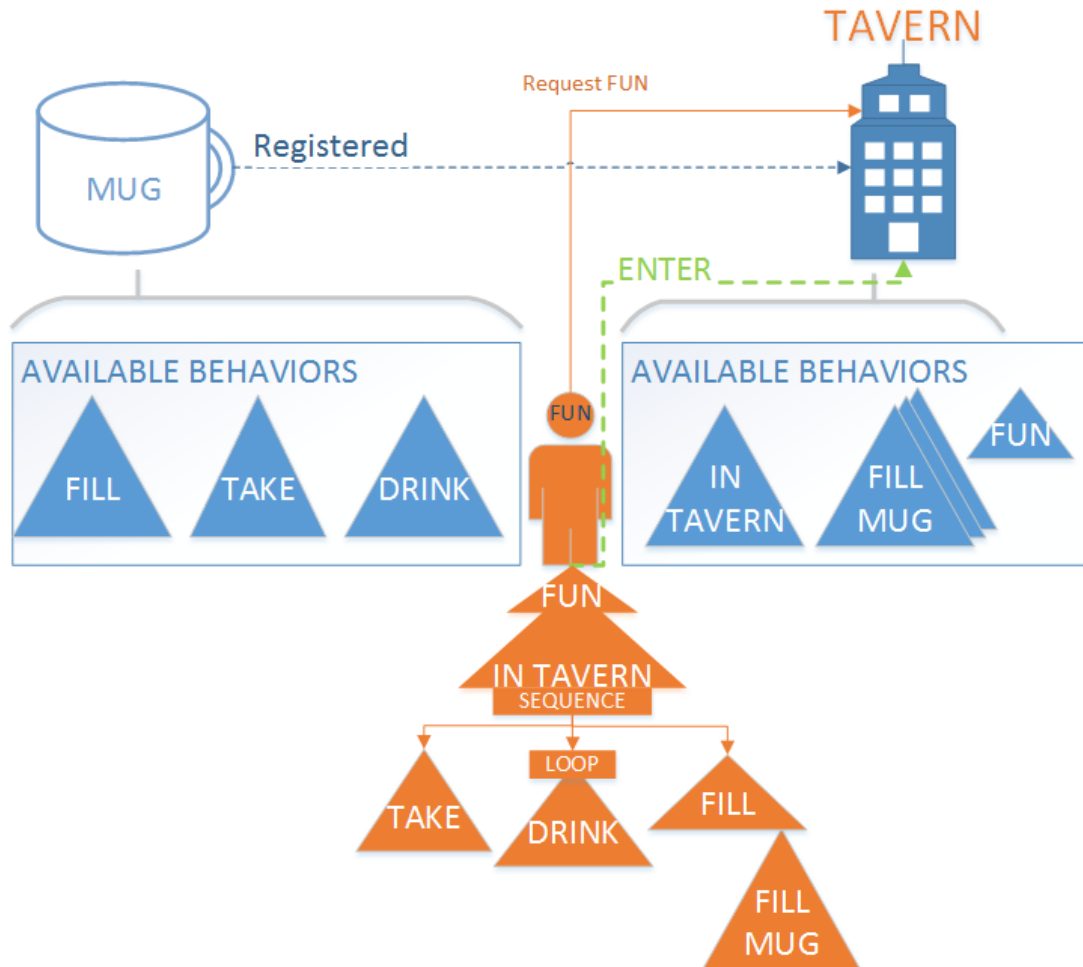 TAVERN
Request FUN
Registered
MUG
ENTER
AVAILABLE BEHAVIORS
FILL
TAKE
DRINK
FUN
AVAILABLE BEHAVIORS
IN
TAVERN
FILL
MUG
FUN
FUN
IN TAVERN
SEQUENCE
TAKE
LOOP
DRINK
FILL
FILL
MUG